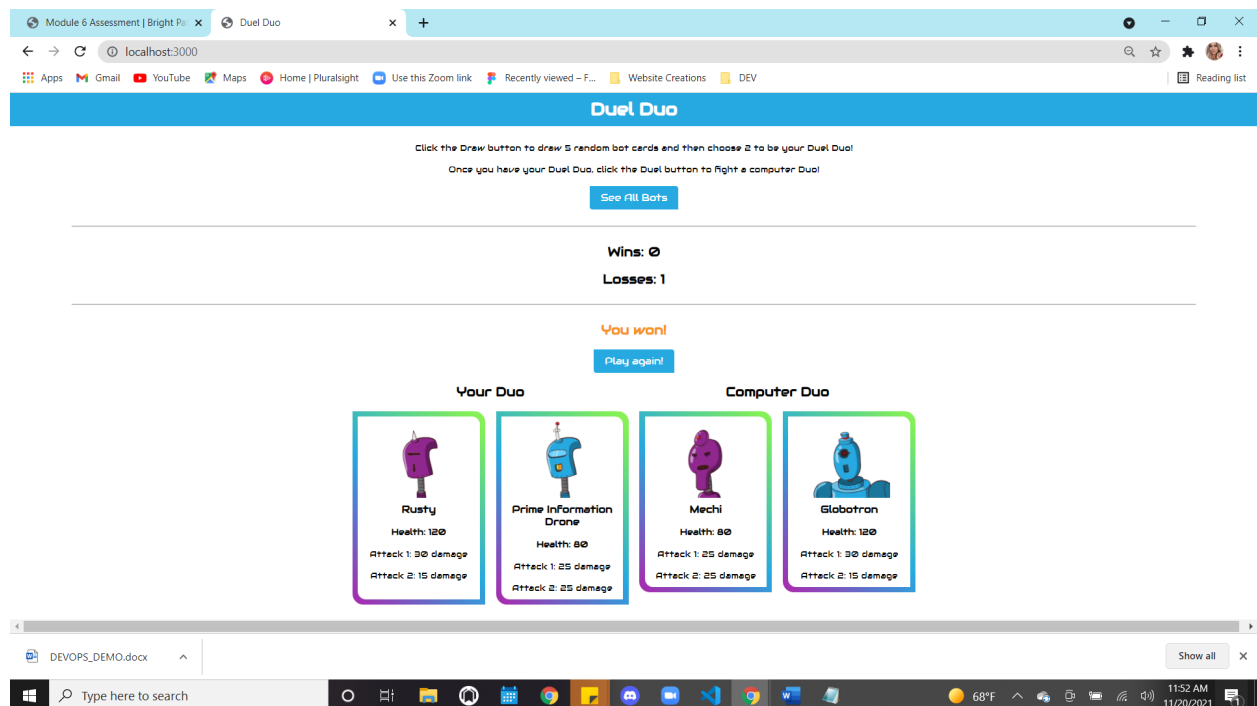 Module 6 Assessment | Bright Pa
Duel Duo
localhost:3000
Apps Gmail YouTube Maps Home | Pluralsight Use this Zoom link Recently viewed – F... Website Creations DEV Reading list
Duel Duo
Click the Draw button to draw 5 random bot cards and then choose 2 to be your Duel Duo!
Once you have your Duel Duo, click the Duel button to fight a computer Duo!
See All Bots
Wins: 0
Losses: 1
You won!
Play again!
Your Duo
Computer Duo
Rusty
Health: 120
Attack 1: 30 damage
Attack 2: 15 damage
Prime Information
Drone
Health: 80
Attack 1: 25 damage
Attack 2: 25 damage
Mechi
Health: 80
Attack 1: 25 damage
Attack 2: 25 damage
Globotron
Health: 120
Attack 1: 30 damage
Attack 2: 15 damage
DEVOPS_DEMO.docx
Show all
Type here to search
68°F
11:52 AM
11/20/2021
1